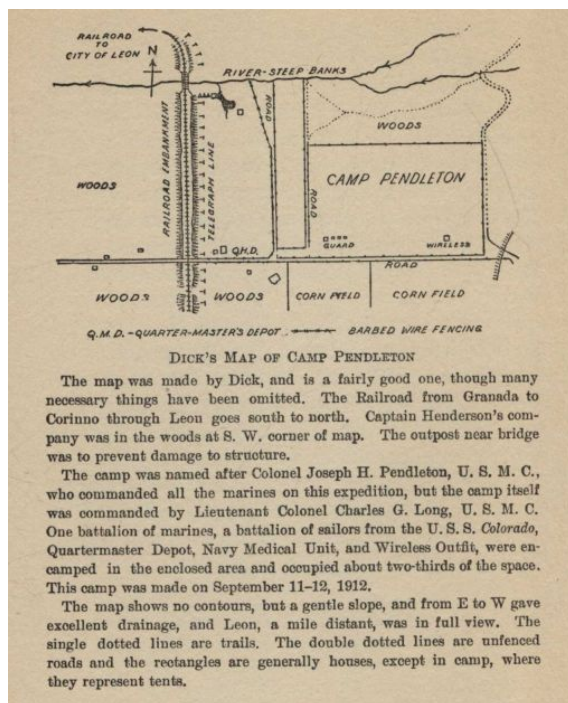 RAILROAD
TO
CITY OF LEON
N
RIVER-STEEP BANKS
ROAD
WOODS
RAILROAD EMBANKMENT
TELEGRAPH LINE
WOODS
CAMP PENDLETON
ROAD
GUARD
WIRELESS
Q.M.D.
ROAD
WOODS
WOODS
CORN FIELD
CORN FIELD
Q.M.D.-QUARTER-MASTER'S DEPOT. BARBED WIRE FENCING
DICK'S MAP OF CAMP PENDLETON
The map was made by Dick, and is a fairly good one, though many
necessary things have been omitted. The Railroad from Granada to
Corinno through Leon goes south to north. Captain Henderson's com-
pany was in the woods at S. W. corner of map. The outpost near bridge
was to prevent damage to structure.
The camp was named after Colonel Joseph H. Pendleton, U. S. M. C.,
who commanded all the marines on this expedition, but the camp itself
was commanded by Lieutenant Colonel Charles G. Long, U. S. M. C.
One battalion of marines, a battalion of sailors from the U. S. S. Colorado,
Quartermaster Depot, Navy Medical Unit, and Wireless Outfit, were en-
camped in the enclosed area and occupied about two-thirds of the space.
This camp was made on September 11–12, 1912.
The map shows no contours, but a gentle slope, and from E to W gave
excellent drainage, and Leon, a mile distant, was in full view. The
single dotted lines are trails. The double dotted lines are unfenced
roads and the rectangles are generally houses, except in camp, where
they represent tents.